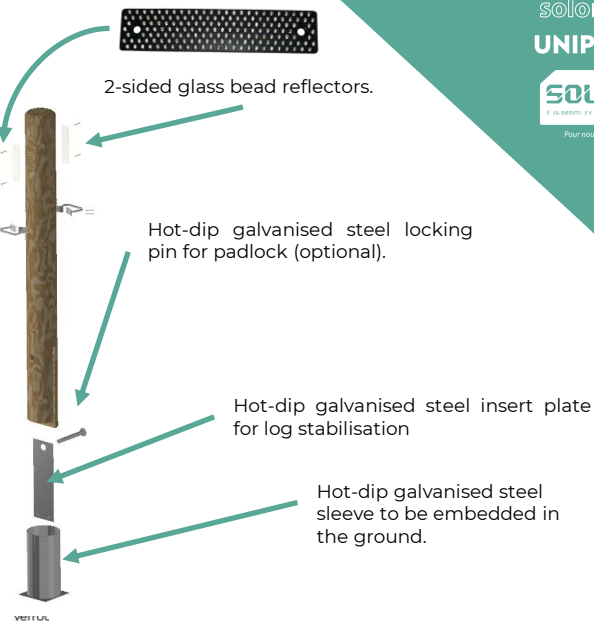 2-sided glass bead reflectors.
Hot-dip galvanised steel locking
pin for padlock (optional).
Hot-dip galvanised steel insert plate
for log stabilisation
Hot-dip galvanised steel
sleeve to be embedded in
the ground.
Pour